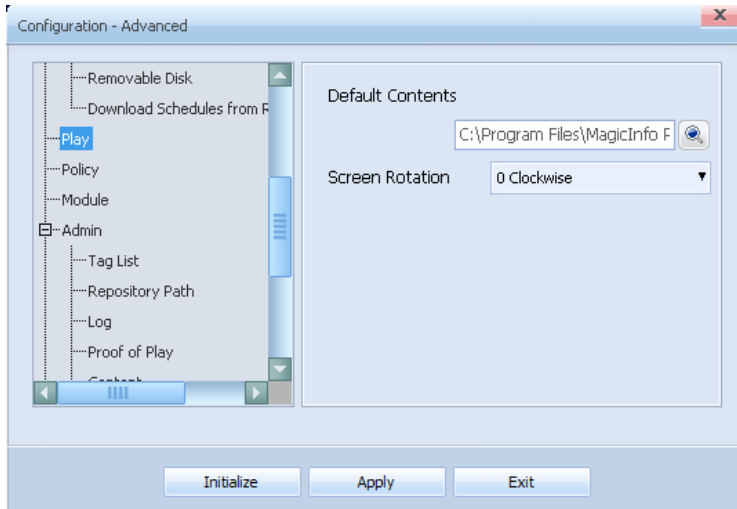 Configuration - Advanced
Removable Disk
Download Schedules from R
Play
Policy
Module
Admin
Tag List
Repository Path
Log
Proof of Play
Content
Default Contents
C:\Program Files\MagicInfo P
Screen Rotation
0 Clockwise
Initialize
Apply
Exit